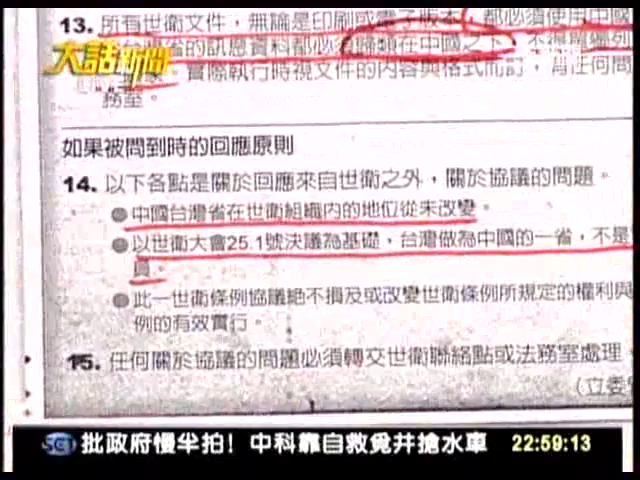 13. 所有世衛文件，無論是印刷或電子版本，都必須使用中國
大話新聞
的訊息資料都必須歸類在中國之下，不得單獨列
實際執行時視文件的內容與格式而訂，
務室。
如果被問到時的回應原則
14. 以下各點是關於回應來自世衛之外，關於協議的問題。
●中國台灣省在世衛組織內的地位從未改變。
●以世衛大會25.1號決議為基礎，台灣做為中國的一省，不是
員。
●此一世衛條例協議絕不損及或改變世衛條例所規定的權利與
例的有效實行。
15. 任何關於協議的問題必須轉交世衛聯絡點或法務室處理，
（立委
SET 批政府慢半拍! 中科靠自救鑿井搶水車 22:59:13